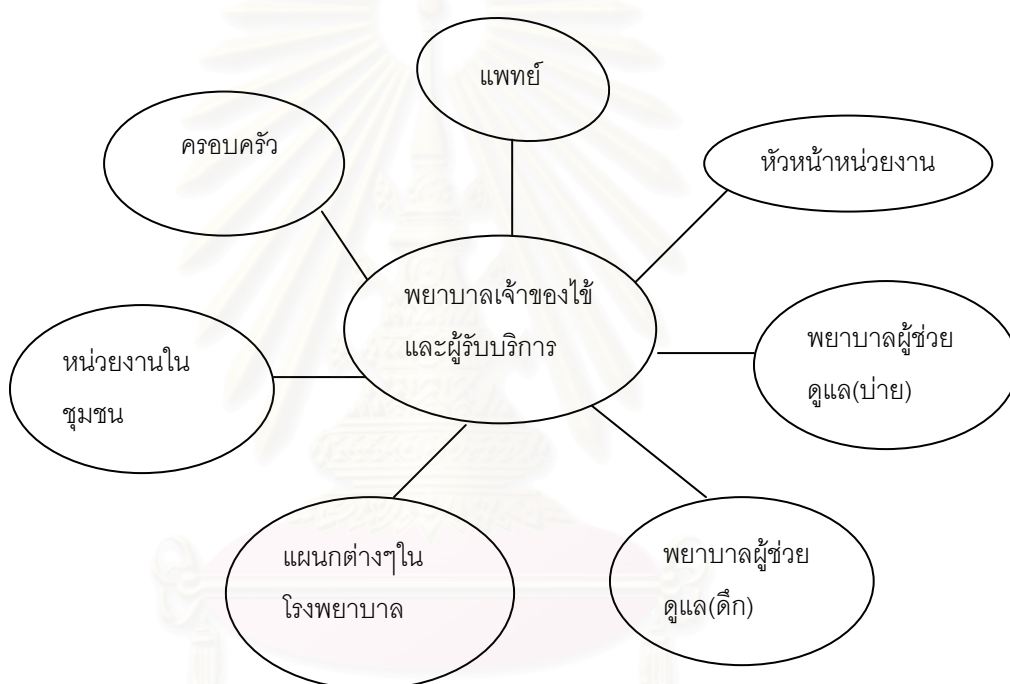 แพทย์
ครอบครัว
หัวหน้าหน่วยงาน
พยาบาลเจ้าของไข้
และผู้รับบริการ
พยาบาลผู้ช่วย
ดูแล(บ่าย)
หน่วยงานใน
ชุมชน
แผนกต่างๆใน
โรงพยาบาล
พยาบาลผู้ช่วย
ดูแล(ดึก)